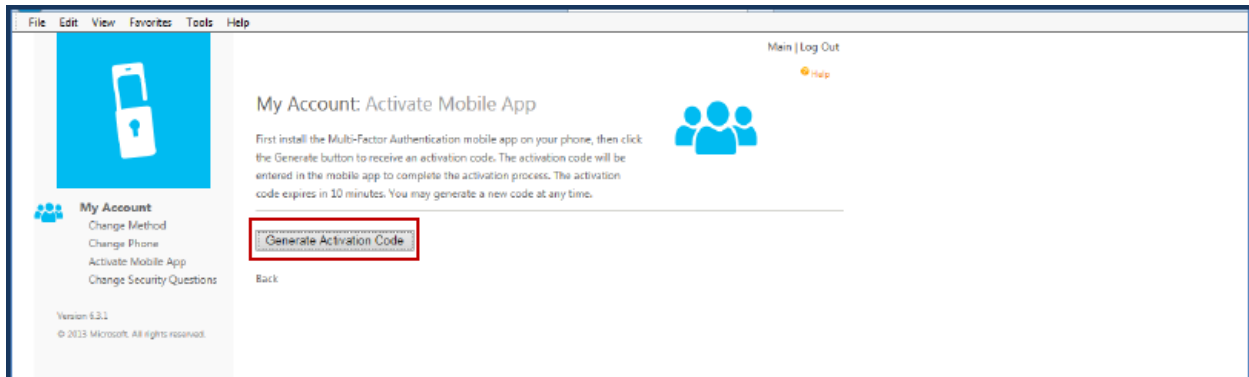 File Edit View Favorites Tools Help
Main | Log Out
Help
My Account: Activate Mobile App
First install the Multi-Factor Authentication mobile app on your phone, then click
the Generate button to receive an activation code. The activation code will be
entered in the mobile app to complete the activation process. The activation
code expires in 10 minutes. You may generate a new code at any time.
Generate Activation Code
Back
My Account
Change Method
Change Phone
Activate Mobile App
Change Security Questions
Version 6.3.1
© 2013 Microsoft. All rights reserved.